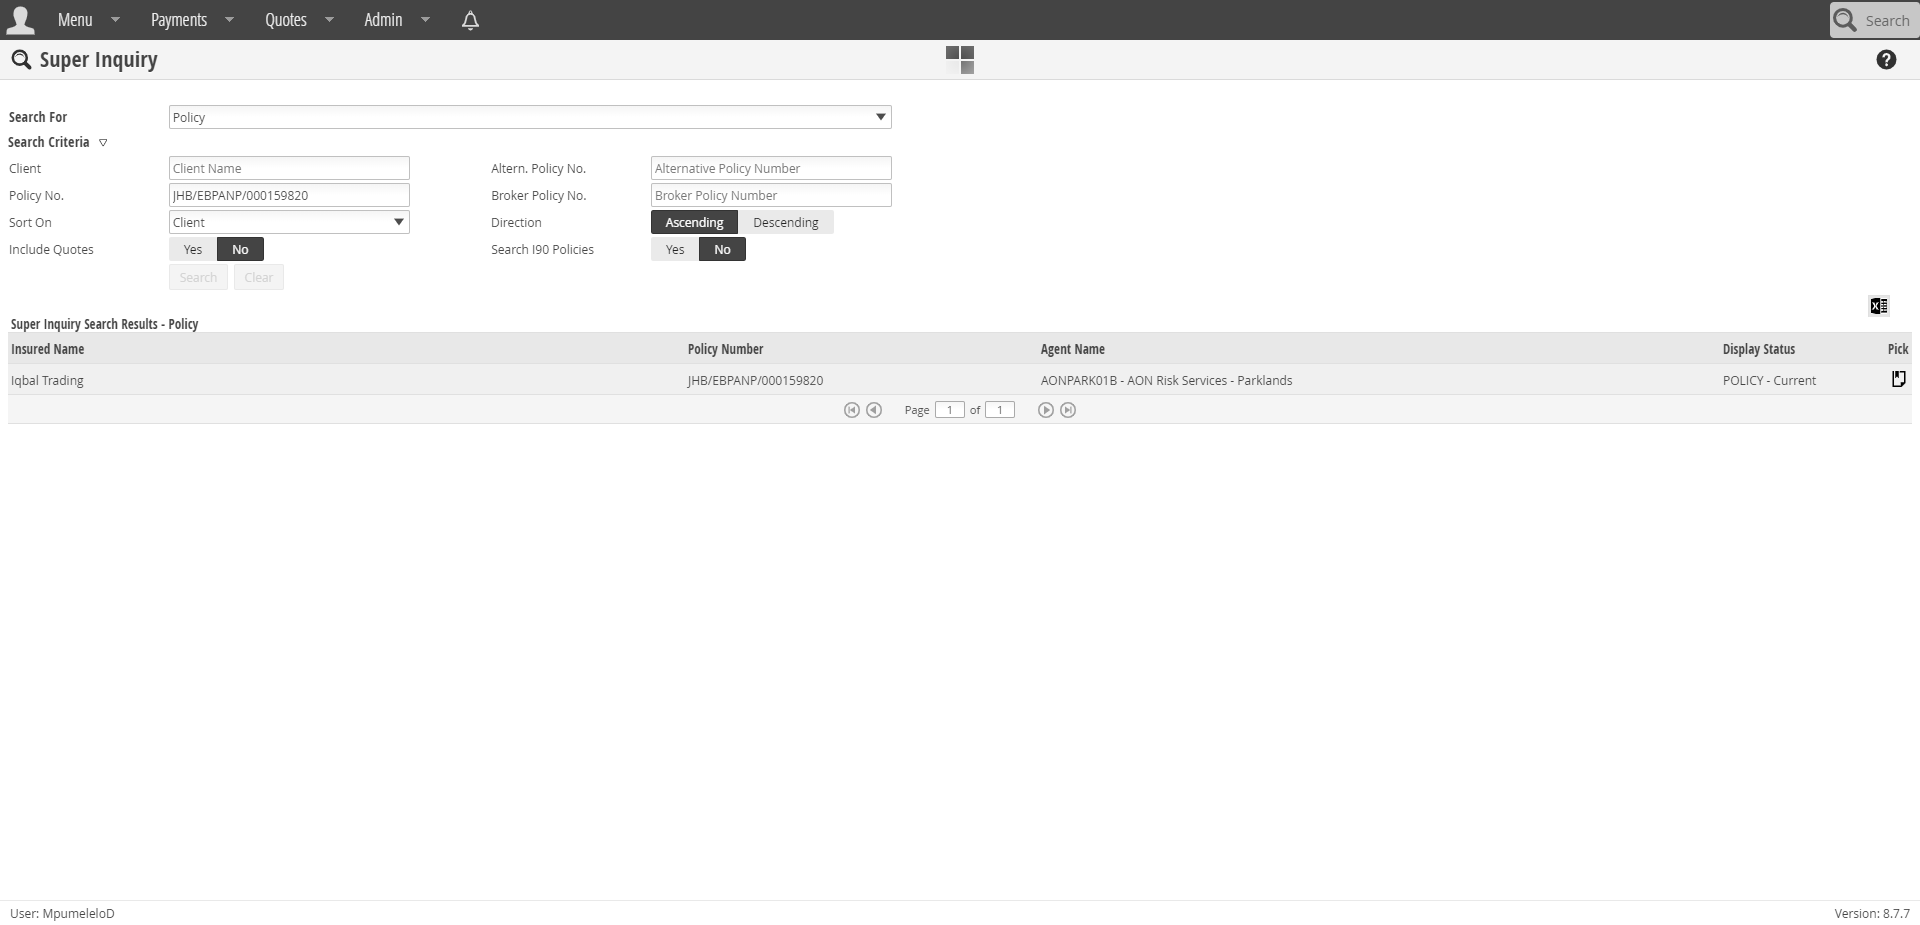 Menu Payments Quotes Admin Search
Super Inquiry
Search For Policy
Search Criteria
Client Client Name Altern. Policy No. Alternative Policy Number
Policy No. JHB/EBPANP/000159820 Broker Policy No. Broker Policy Number
Sort On Client Direction Ascending Descending
Include Quotes Yes No Search I90 Policies Yes No
Search Clear
Super Inquiry Search Results - Policy
Insured Name Policy Number Agent Name Display Status Pick
Iqbal Trading JHB/EBPANP/000159820 AONPARK01B - AON Risk Services - Parklands POLICY - Current
Page 1 of 1
User: MpumeleloD Version: 8.7.7